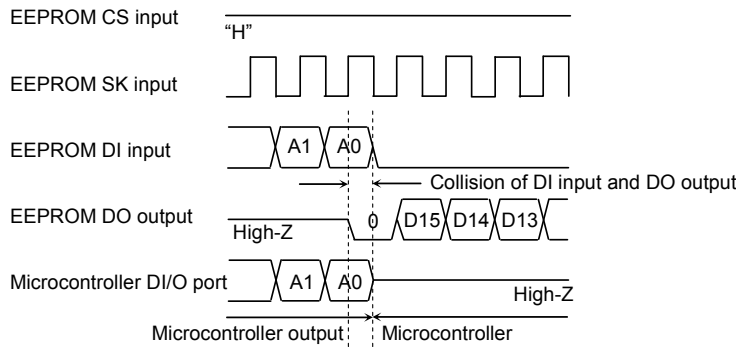 EEPROM CS input
“H”
EEPROM SK input
EEPROM DI input
A1 A0
Collision of DI input and DO output
EEPROM DO output
High-Z
0 D15 D14 D13
Microcontroller DI/O port
A1 A0
High-Z
Microcontroller output Microcontroller